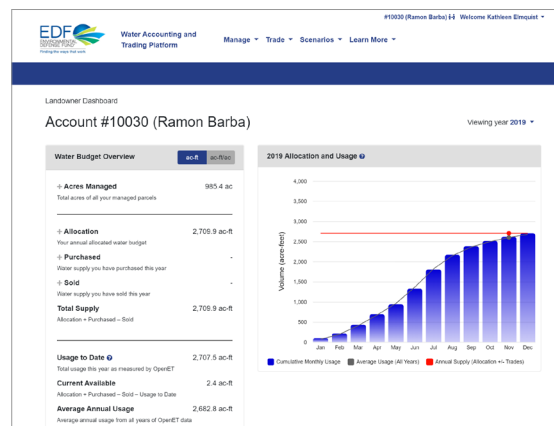 #10030 (Ramon Barba) Welcome Kathleen Elmquist
EDF
ENVIRONMENTAL
DEFENSE FUND
Finding the ways that work
Water Accounting and
Trading Platform
Manage Trade Scenarios Learn More
Landowner Dashboard
Account #10030 (Ramon Barba)
Viewing year 2019
Water Budget Overview
ac-ft ac-ft/ac
Acres Managed 985.4 ac
Total acres of all your managed parcels
Allocation 2,709.9 ac-ft
Your annual allocated water budget
Purchased -
Water supply you have purchased this year
Sold -
Water supply you have sold this year
Total Supply 2,709.9 ac-ft
Allocation + Purchased – Sold
Usage to Date 2,707.5 ac-ft
Total usage this year as measured by OpenET
Current Available 2.4 ac-ft
Allocation + Purchased – Sold – Usage to Date
Average Annual Usage 2,682.8 ac-ft
Average annual usage from all years of OpenET data
2019 Allocation and Usage
Volume (acre-feet)
4,000
3,500
3,000
2,500
2,000
1,500
1,000
500
0
Jan Feb Mar Apr May Jun Jul Aug Sep Oct Nov Dec
Cumulative Monthly Usage Average Usage (All Years) Annual Supply (Allocation +/- Trades)